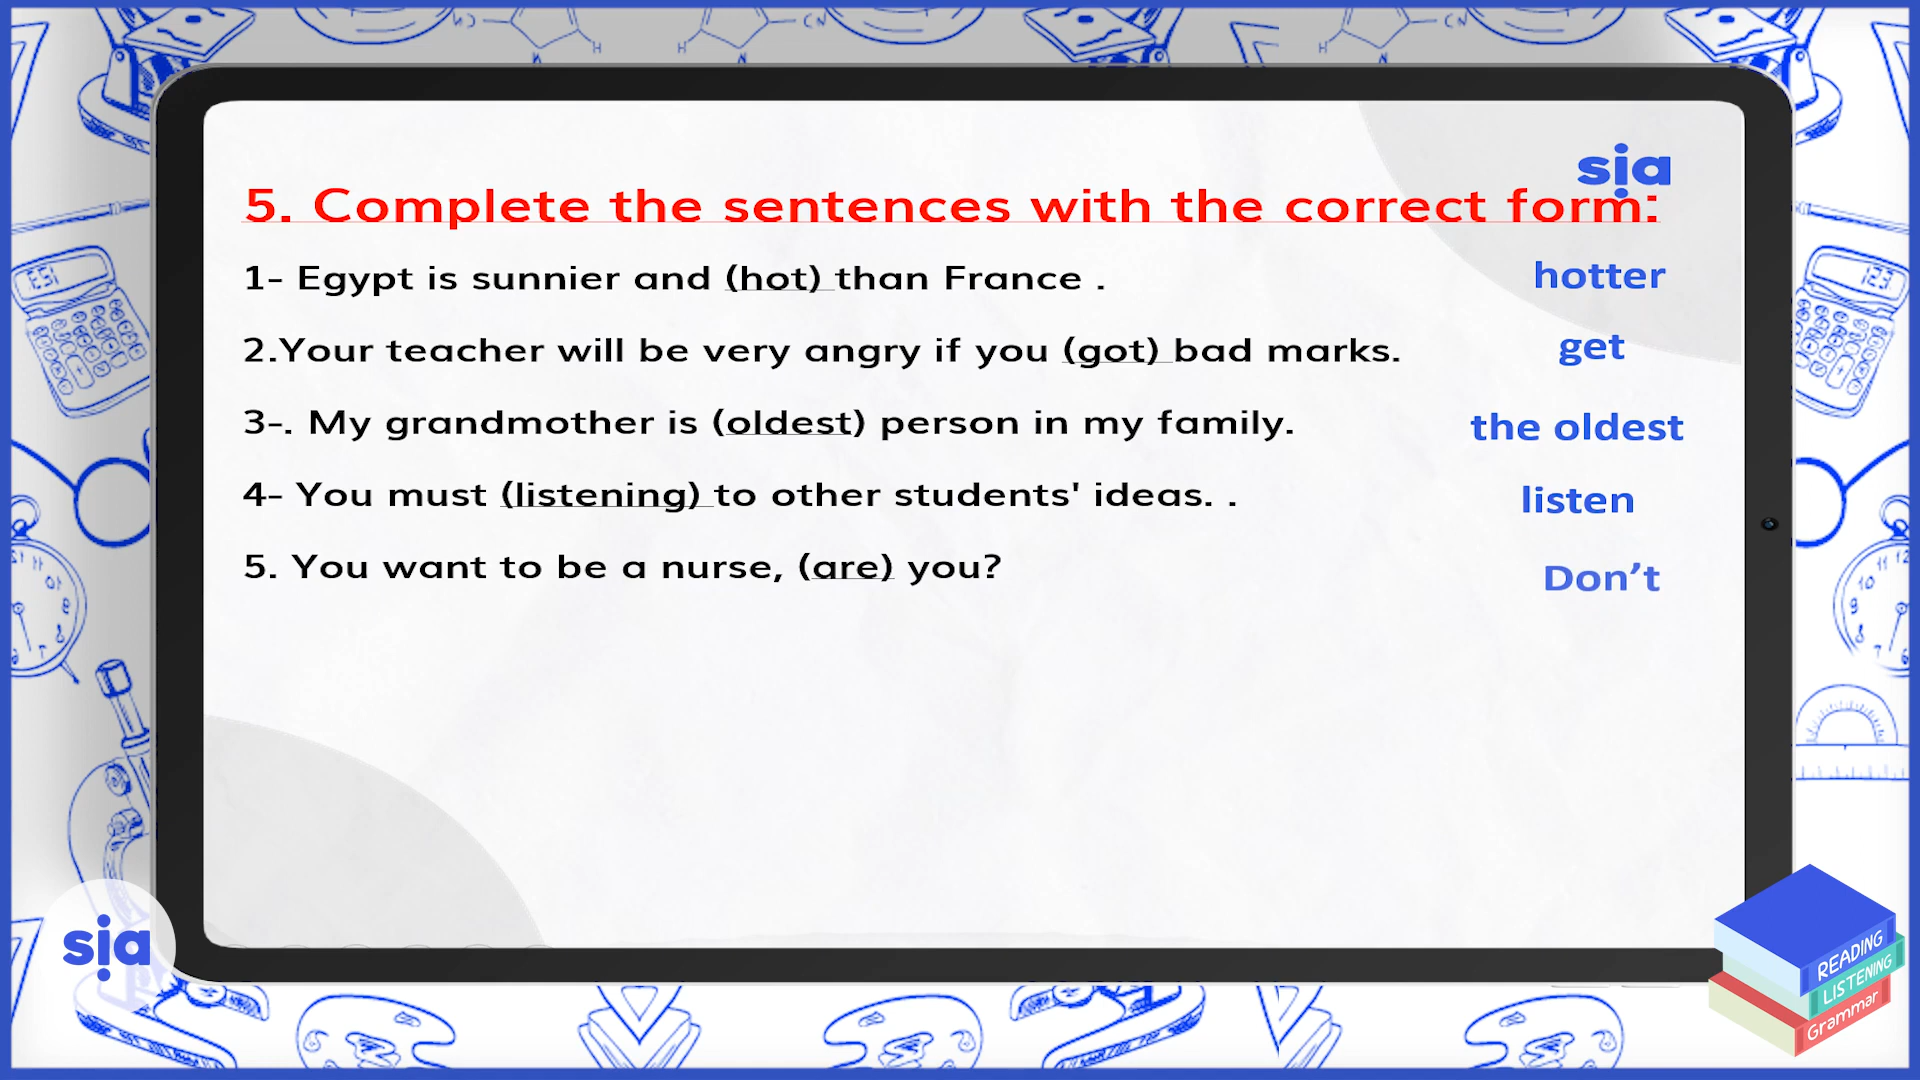 sia
5. Complete the sentences with the correct form:
1- Egypt is sunnier and (hot) than France . hotter
2.Your teacher will be very angry if you (got) bad marks. get
3-. My grandmother is (oldest) person in my family. the oldest
4- You must (listening) to other students' ideas. . listen
5. You want to be a nurse, (are) you? Don’t
sia
READING
LISTENING
Grammar